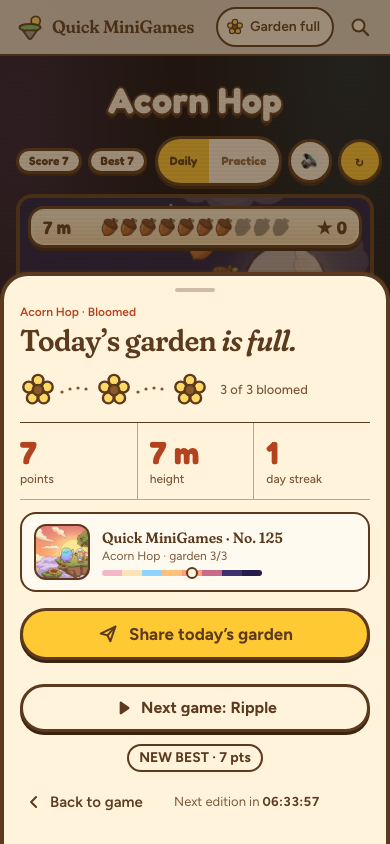 Quick MiniGames
Garden full
Acorn Hop
Score 7
Best 7
Daily
Practice
7 m
★ 0
Acorn Hop · Bloomed
Today’s garden is full.
3 of 3 bloomed
7
points
7 m
height
1
day streak
Quick MiniGames · No. 125
Acorn Hop · garden 3/3
Share today’s garden
Next game: Ripple
NEW BEST · 7 pts
Back to game
Next edition in 06:33:57